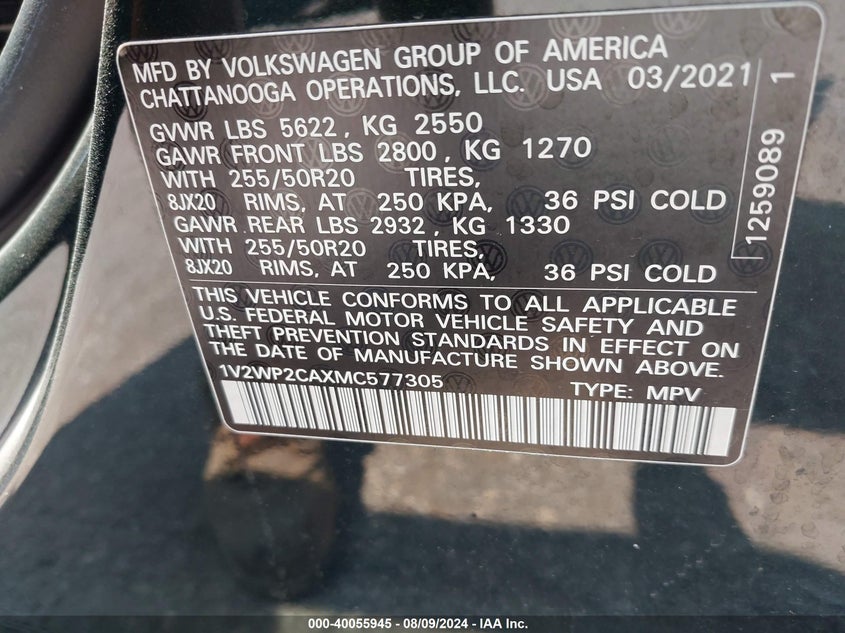 MFD BY VOLKSWAGEN GROUP OF AMERICA
CHATTANOOGA OPERATIONS, LLC. USA 03/2021
GVWR LBS 5622, KG 2550
GAWR FRONT LBS 2800, KG 1270
WITH 255/50R20 TIRES,
8JX20 RIMS, AT 250 KPA, 36 PSI COLD
GAWR REAR LBS 2932, KG 1330
WITH 255/50R20 TIRES,
8JX20 RIMS, AT 250 KPA, 36 PSI COLD
THIS VEHICLE CONFORMS TO ALL APPLICABLE
U.S. FEDERAL MOTOR VEHICLE SAFETY AND
THEFT PREVENTION STANDARDS IN EFFECT ON
THE DATE OF MANUFACTURE SHOWN ABOVE.
1V2WP2CAXMC577305 TYPE: MPV
1259089 1
000-40055945 - 08/09/2024 - IAA Inc.